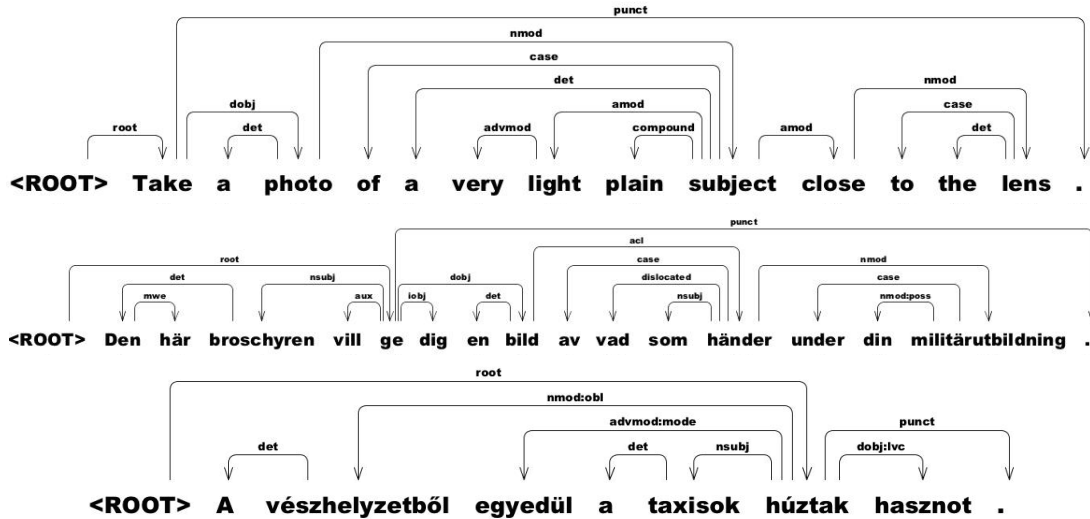 punct
nmod
case
det nmod
dobj amod case
root det advmod compound amod det
<ROOT> Take a photo of a very light plain subject close to the lens .
punct
acl
root case nmod
det nsubj dobj dislocated case
mwe aux iobj det nsubj nmod:poss
<ROOT> Den här broschyren vill ge dig en bild av vad som händer under din militärutbildning .
root
nmod:obl
advmod:mode punct
det det nsubj dobj:lvc
<ROOT> A vészhelyzetből egyedül a taxisok húztak hasznot .